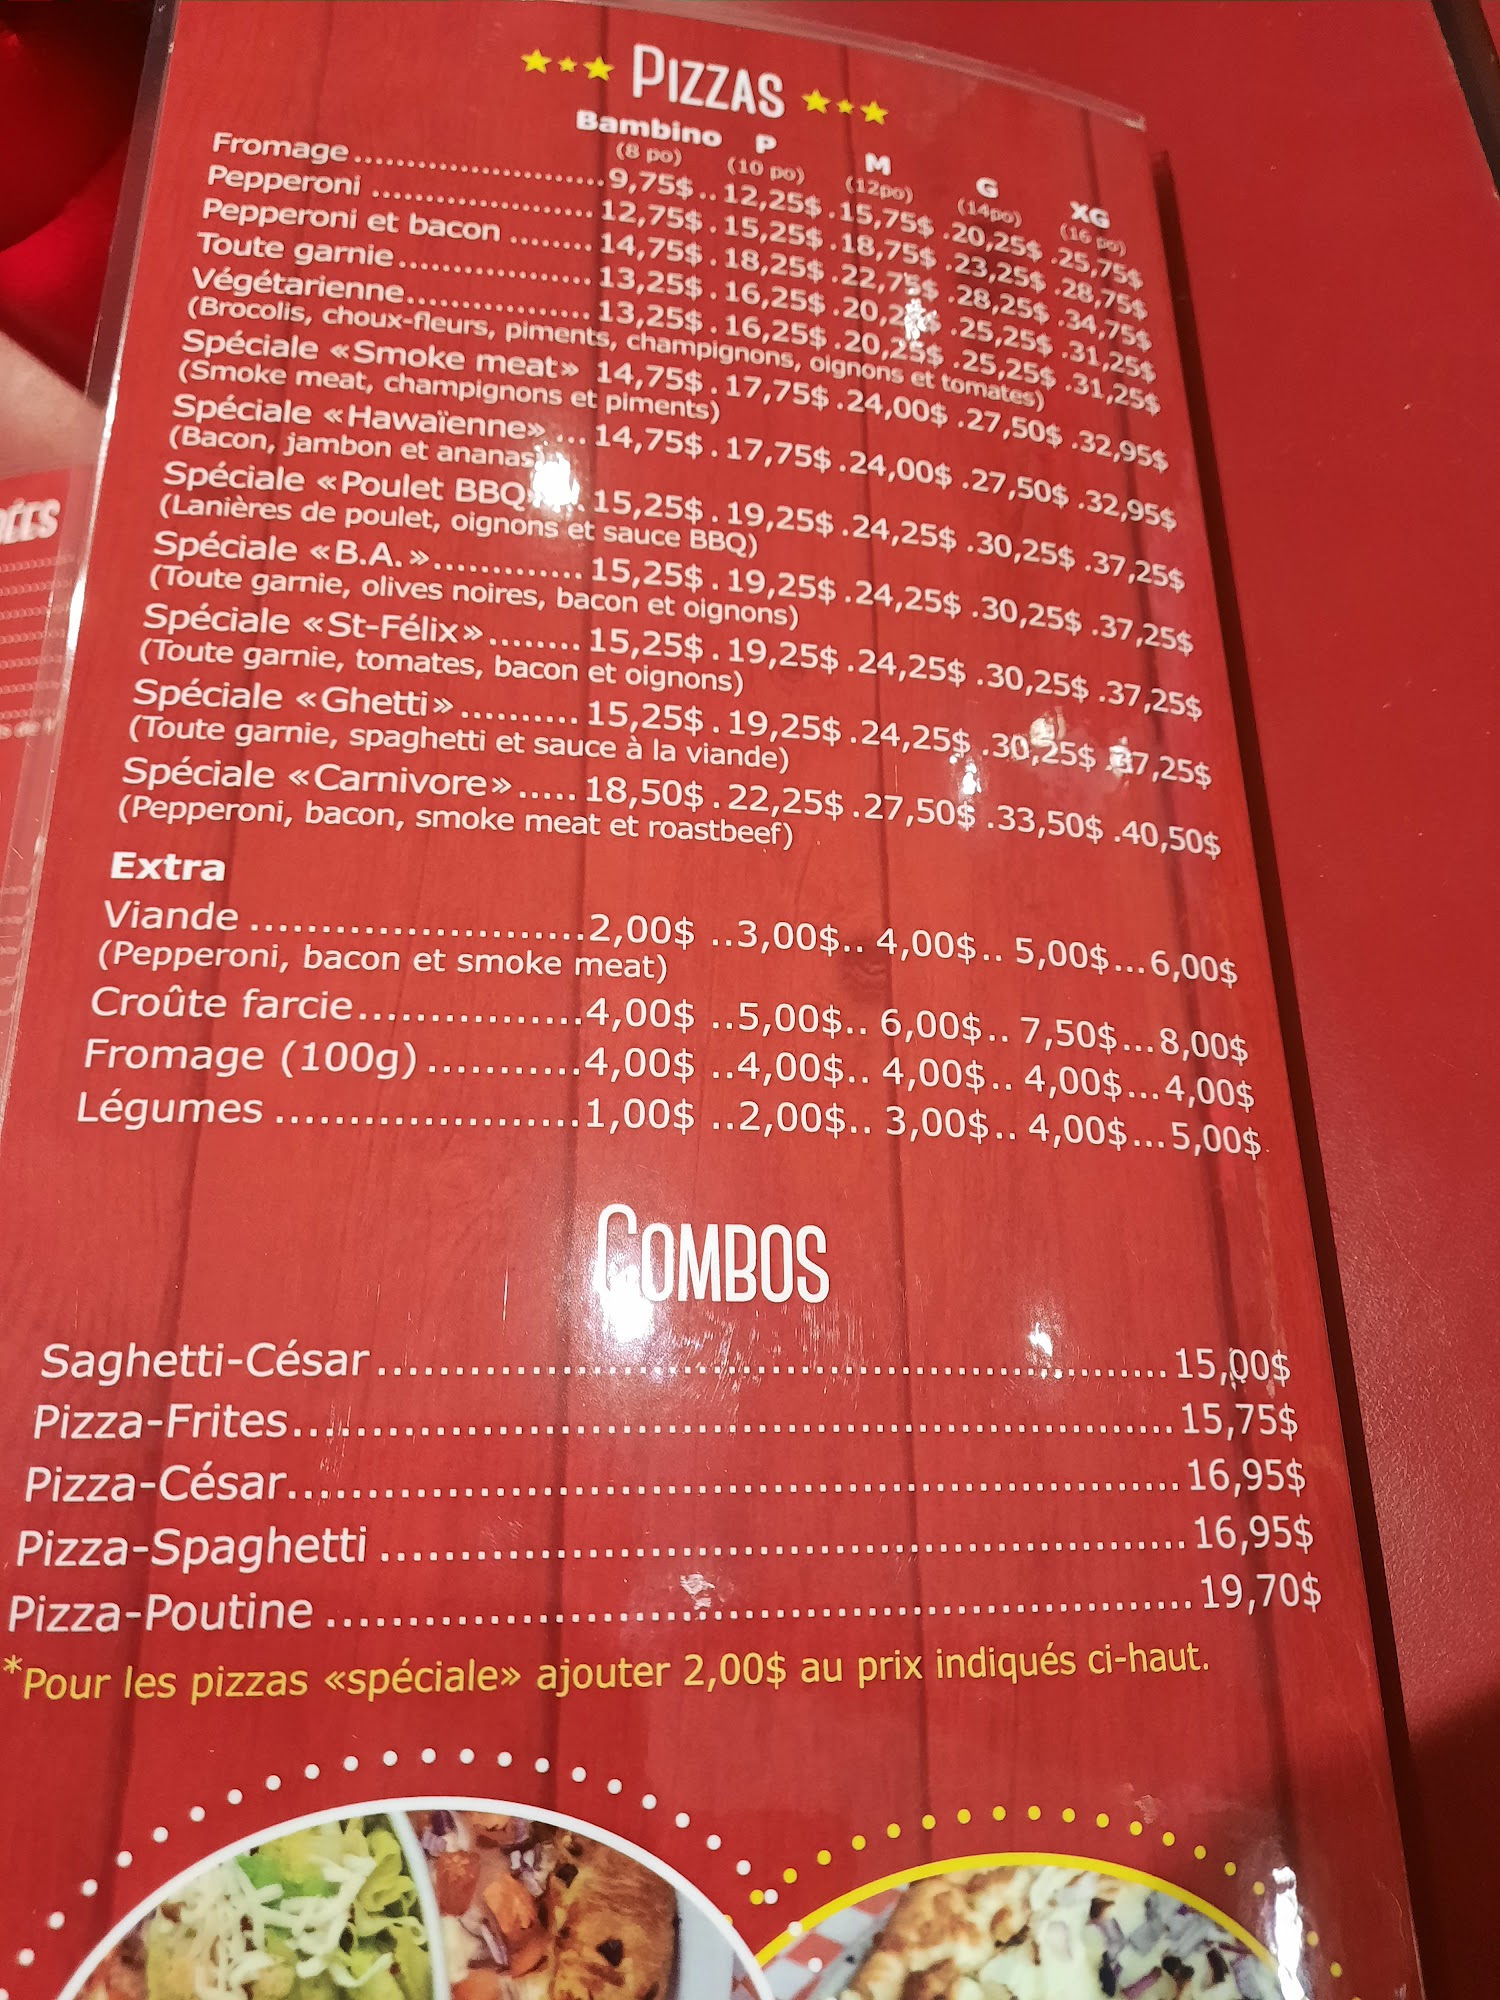 PIZZAS
Bambino P M G XG
(8 po) (10 po) (12po) (14po) (16 po)
Fromage.........................9,75$..12,25$.15,75$.20,25$.25,75$
Pepperoni ......................12,75$.15,25$.18,75$.23,25$.28,75$
Pepperoni et bacon ........14,75$.18,25$.22,75$.28,25$.34,75$
Toute garnie...................13,25$.16,25$.20,25$.25,25$.31,25$
Végétarienne..................13,25$.16,25$.20,25$.25,25$.31,25$
(Brocolis, choux-fleurs, piments, champignons, oignons et tomates)
Spéciale «Smoke meat» 14,75$.17,75$.24,00$.27,50$.32,95$
(Smoke meat, champignons et piments)
Spéciale «Hawaïenne» ...14,75$.17,75$.24,00$.27,50$.32,95$
(Bacon, jambon et ananas)
Spéciale «Poulet BBQ» . 15,25$.19,25$.24,25$.30,25$.37,25$
(Lanières de poulet, oignons et sauce BBQ)
Spéciale «B.A.».............15,25$.19,25$.24,25$.30,25$.37,25$
(Toute garnie, olives noires, bacon et oignons)
Spéciale «St-Félix»........15,25$.19,25$.24,25$.30,25$.37,25$
(Toute garnie, tomates, bacon et oignons)
Spéciale «Ghetti»..........15,25$.19,25$.24,25$.30,25$.37,25$
(Toute garnie, spaghetti et sauce à la viande)
Spéciale «Carnivore».....18,50$.22,25$.27,50$.33,50$.40,50$
(Pepperoni, bacon, smoke meat et roastbeef)
Extra
Viande ........................2,00$ ..3,00$.. 4,00$.. 5,00$...6,00$
(Pepperoni, bacon et smoke meat)
Croûte farcie................4,00$ ..5,00$.. 6,00$.. 7,50$...8,00$
Fromage (100g)...........4,00$ ..4,00$.. 4,00$.. 4,00$...4,00$
Légumes .....................1,00$ ..2,00$.. 3,00$.. 4,00$...5,00$
COMBOS
Saghetti-César.......................................................15,00$
Pizza-Frites.............................................................15,75$
Pizza-César.............................................................16,95$
Pizza-Spaghetti.......................................................16,95$
Pizza-Poutine..........................................................19,70$
*Pour les pizzas «spéciale» ajouter 2,00$ au prix indiqués ci-haut.